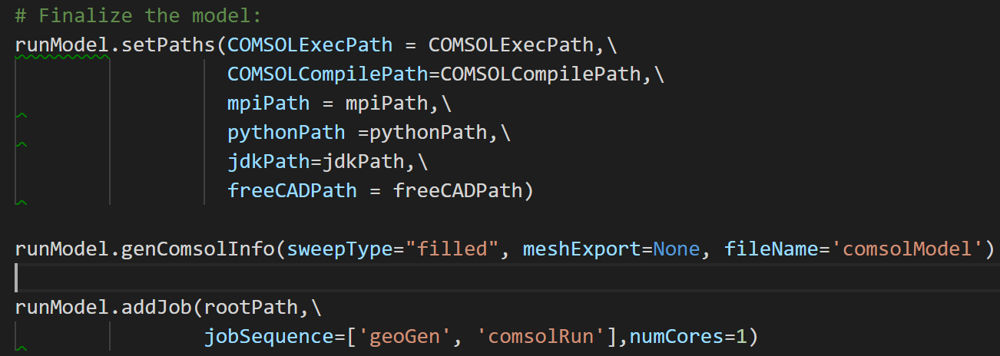 # Finalize the model:
runModel.setPaths(COMSOLExecPath = COMSOLExecPath,\
COMSOLCompilePath=COMSOLCompilePath,\
mpiPath = mpiPath,\
pythonPath =pythonPath,\
jdkPath=jdkPath,\
freeCADPath = freeCADPath)
runModel.genComsolInfo(sweepType="filled", meshExport=None, fileName='comsolModel')
runModel.addJob(rootPath,\
jobSequence=['geoGen', 'comsolRun'],numCores=1)